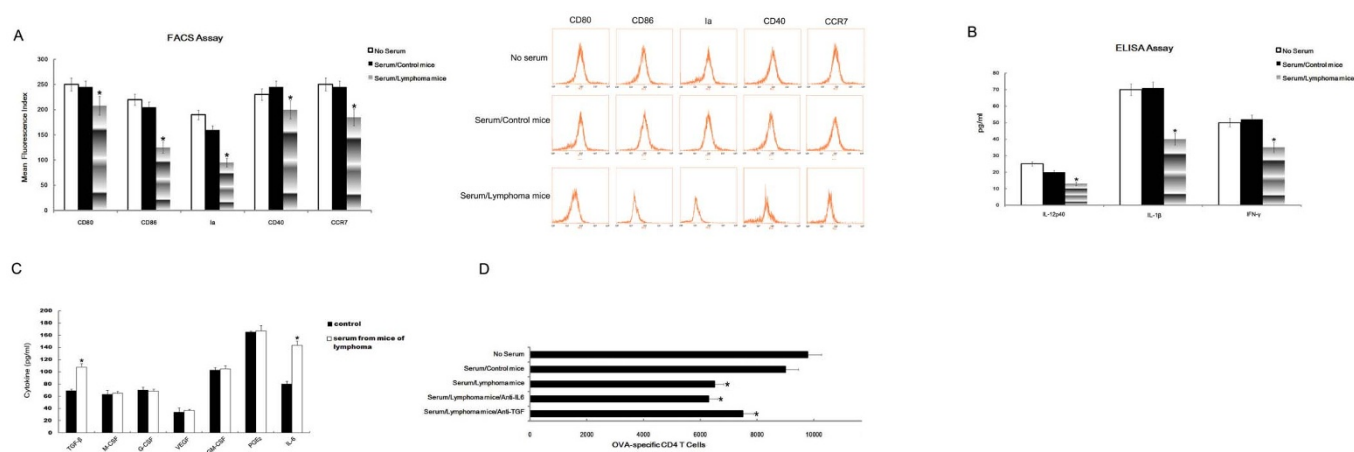 A
FACS Assay
No Serum
Serum/Control mice
Serum/Lymphoma mice
Mean Fluorescence Index
300
250
200
150
100
50
0
* * * * *
CD80 CD86 Ia CD40 CCR7
CD80 CD86 Ia CD40 CCR7
No serum
Serum/Control mice
Serum/Lymphoma mice
B
ELISA Assay
No Serum
Serum/Control mice
Serum/Lymphoma mice
pg/ml
80
70
60
50
40
30
20
10
0
* * *
IL-12p40 IL-1β IFN-γ
C
control
serum from mice of
lymphoma
Cytokine (pg/ml)
200
180
160
140
120
100
80
60
40
20
0
* *
TGF-β M-CSF G-CSF VEGF GM-CSF PGE₂ IL-6
D
No Serum
Serum/Control mice
Serum/Lymphoma mice *
Serum/Lymphoma mice/Anti-IL6 *
Serum/Lymphoma mice/Anti-TGF *
0 2000 4000 6000 8000 10000
OVA-specific CD4 T Cells